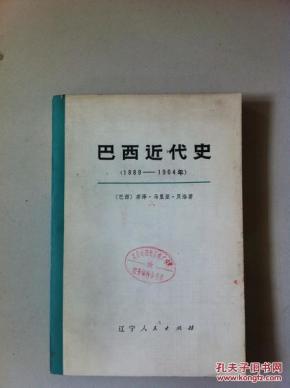 巴西近代史
(1889——1964年)
(巴西)若泽·马里亚·贝洛著
辽宁人民出版社
孔夫子旧书网